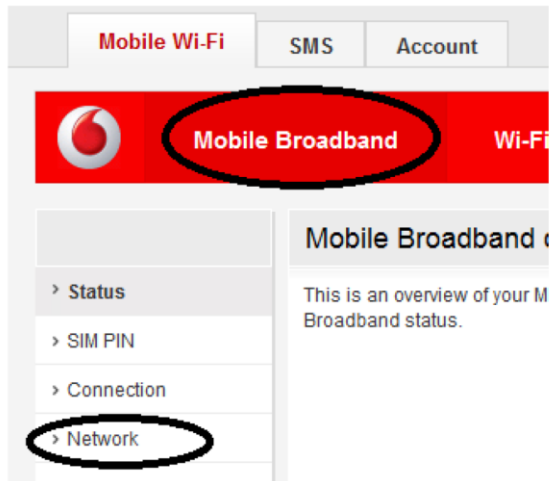 Mobile Wi-Fi SMS Account
Mobile Broadband Wi-Fi
Mobile Broadband
› Status
This is an overview of your M
Broadband status.
› SIM PIN
› Connection
› Network